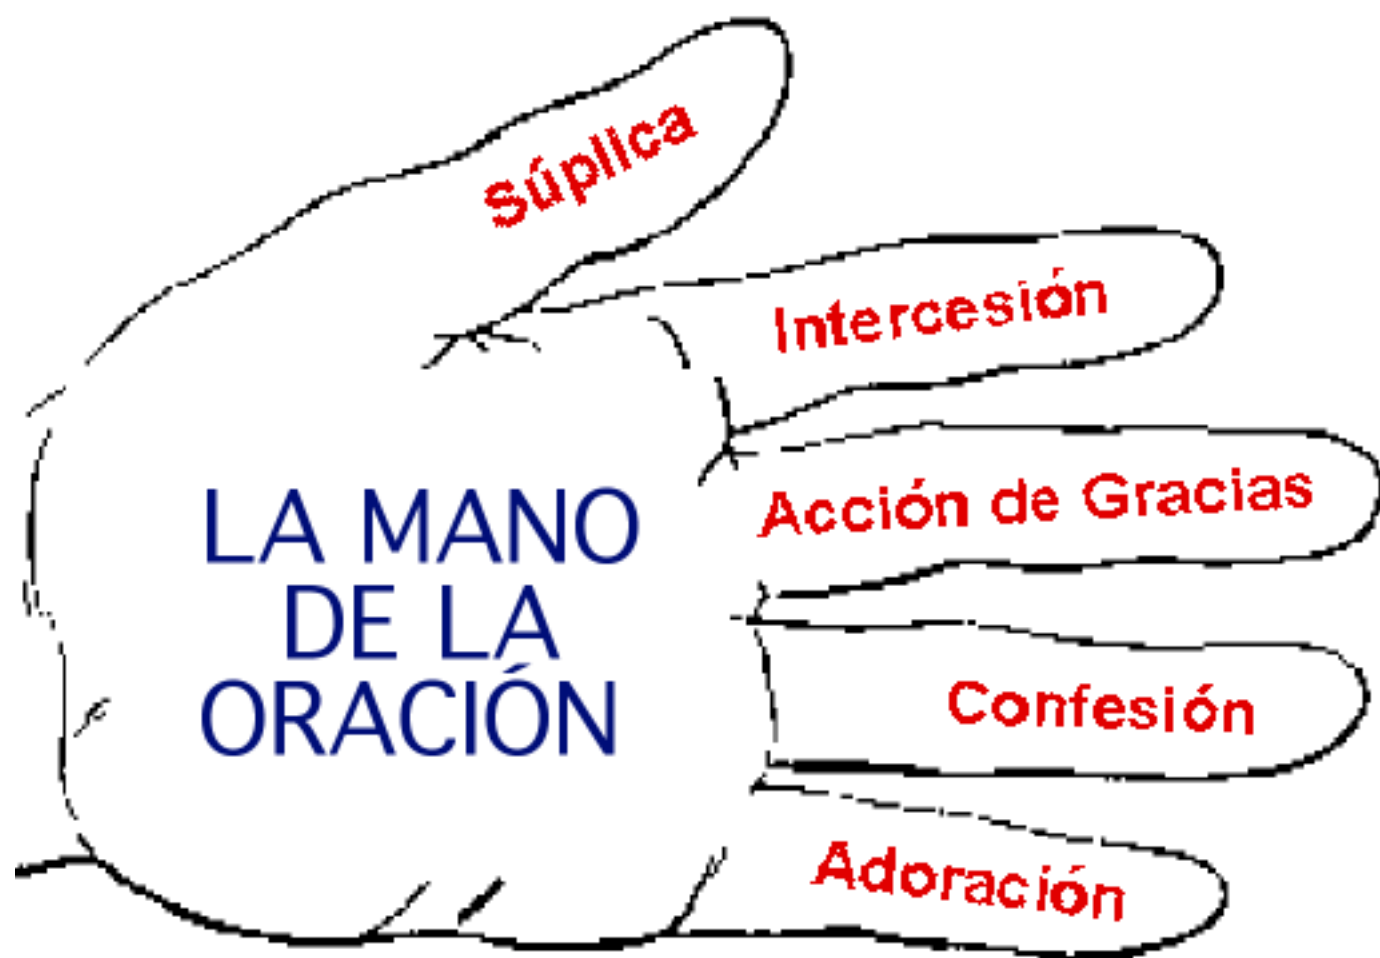 Súplica
Intercesión
Acción de Gracias
Confesión
Adoración
LA MANO
DE LA
ORACIÓN